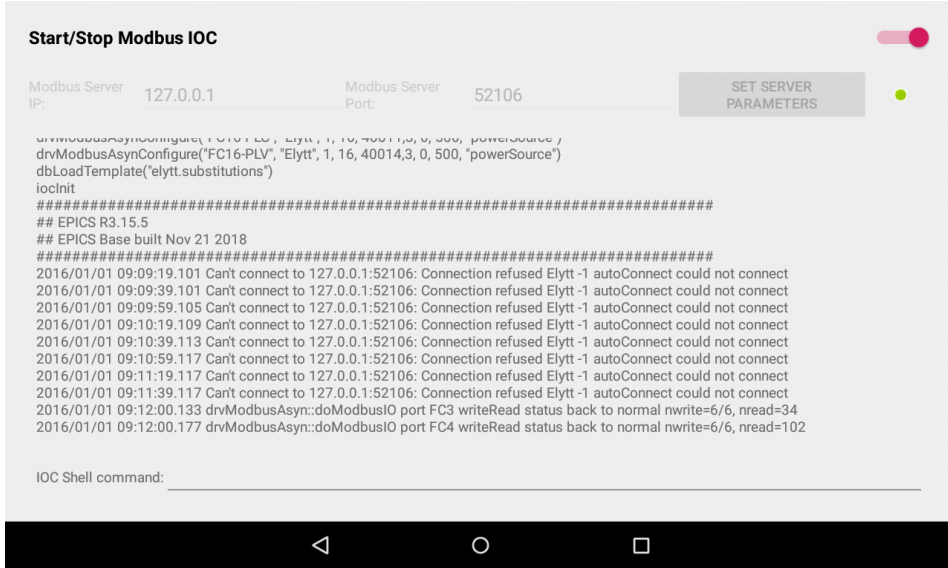 Start/Stop Modbus IOC
Modbus Server IP:
127.0.0.1
Modbus Server Port:
52106
SET SERVER PARAMETERS
drvModbusAsynConfigure("FC16-PLC", "Elytt", 1, 16, 40011,3, 0, 500, "powerSource")
drvModbusAsynConfigure("FC16-PLV", "Elytt", 1, 16, 40014,3, 0, 500, "powerSource")
dbLoadTemplate("elytt.substitutions")
iocInit
############################################################################
## EPICS R3.15.5
## EPICS Base built Nov 21 2018
############################################################################
2016/01/01 09:09:19.101 Can't connect to 127.0.0.1:52106: Connection refused Elytt -1 autoConnect could not connect
2016/01/01 09:09:39.101 Can't connect to 127.0.0.1:52106: Connection refused Elytt -1 autoConnect could not connect
2016/01/01 09:09:59.105 Can't connect to 127.0.0.1:52106: Connection refused Elytt -1 autoConnect could not connect
2016/01/01 09:10:19.109 Can't connect to 127.0.0.1:52106: Connection refused Elytt -1 autoConnect could not connect
2016/01/01 09:10:39.113 Can't connect to 127.0.0.1:52106: Connection refused Elytt -1 autoConnect could not connect
2016/01/01 09:10:59.117 Can't connect to 127.0.0.1:52106: Connection refused Elytt -1 autoConnect could not connect
2016/01/01 09:11:19.117 Can't connect to 127.0.0.1:52106: Connection refused Elytt -1 autoConnect could not connect
2016/01/01 09:11:39.117 Can't connect to 127.0.0.1:52106: Connection refused Elytt -1 autoConnect could not connect
2016/01/01 09:12:00.133 drvModbusAsyn::doModbusIO port FC3 writeRead status back to normal nwrite=6/6, nread=34
2016/01/01 09:12:00.177 drvModbusAsyn::doModbusIO port FC4 writeRead status back to normal nwrite=6/6, nread=102
IOC Shell command: